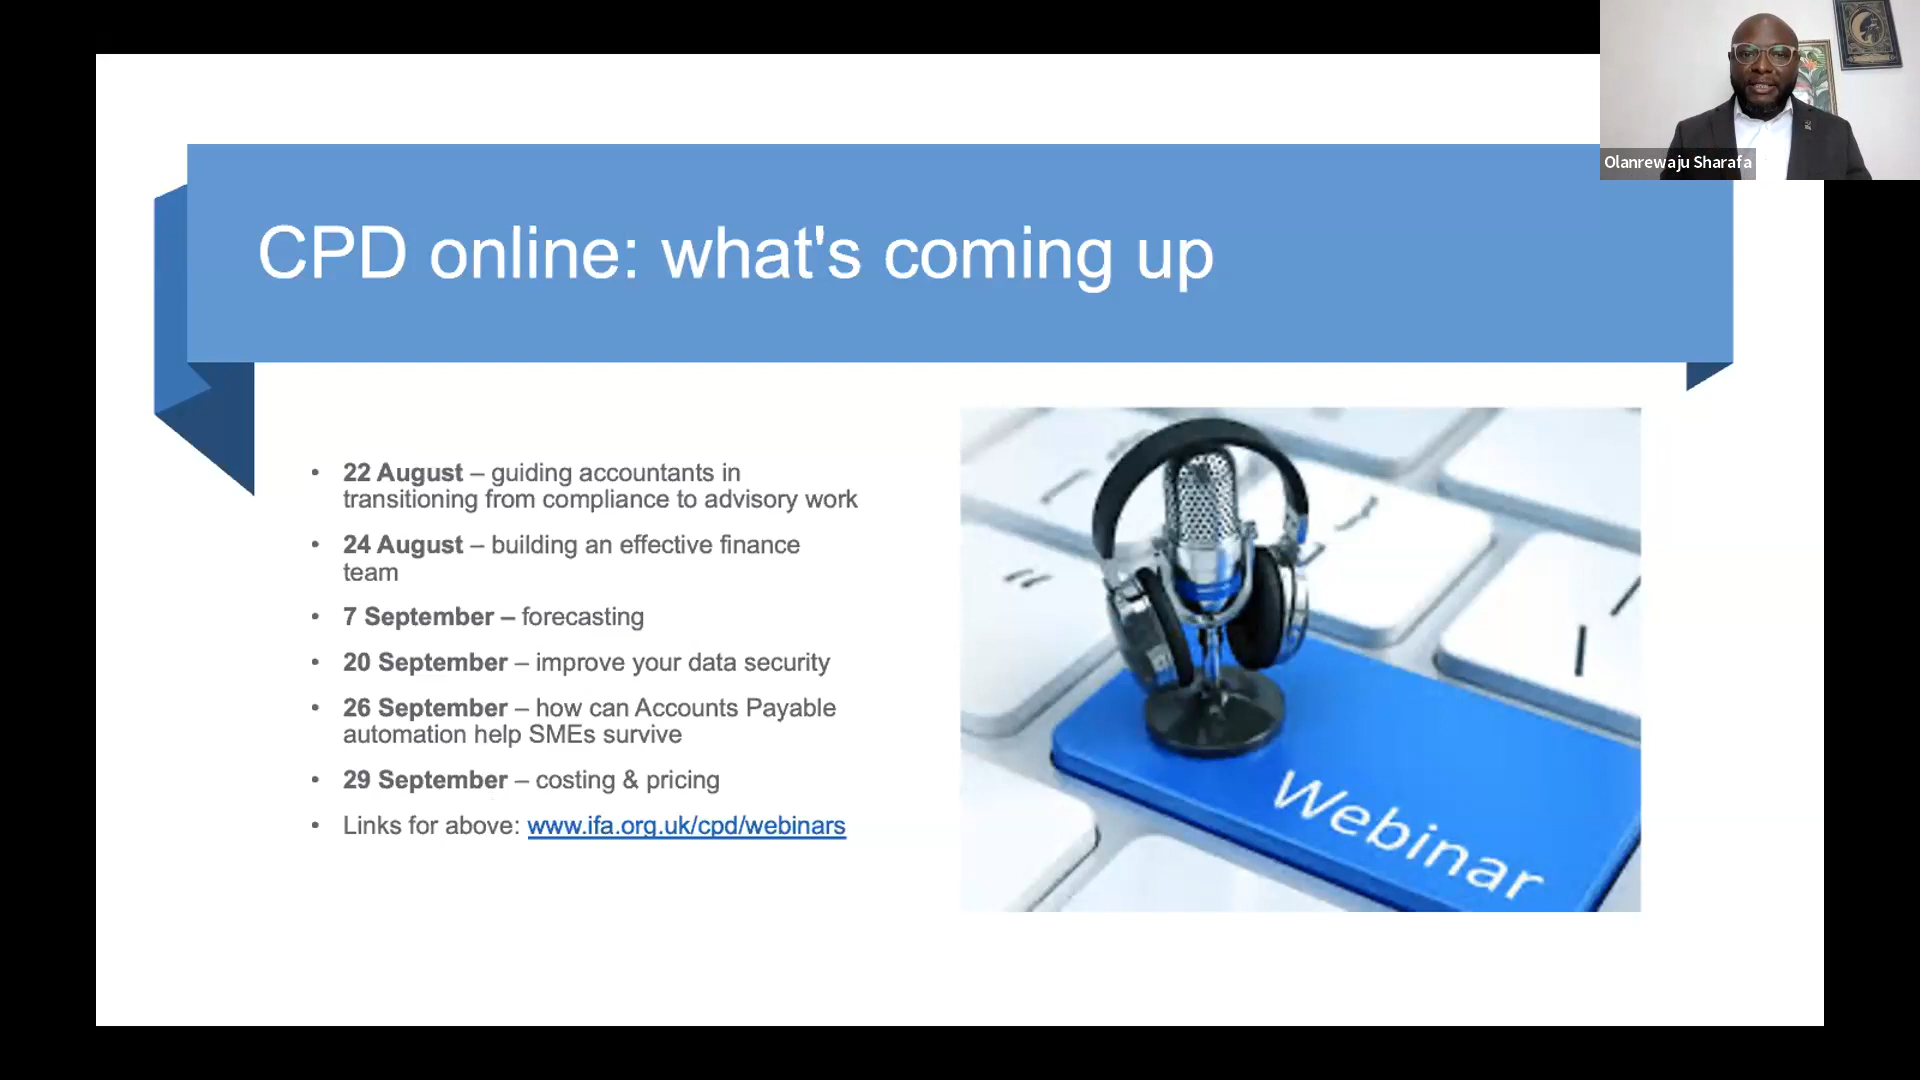 Olanrewaju Sharafa
CPD online: what's coming up
• 22 August – guiding accountants in
transitioning from compliance to advisory work
• 24 August – building an effective finance
team
• 7 September – forecasting
• 20 September – improve your data security
• 26 September – how can Accounts Payable
automation help SMEs survive
• 29 September – costing & pricing
• Links for above: www.ifa.org.uk/cpd/webinars
Webinar